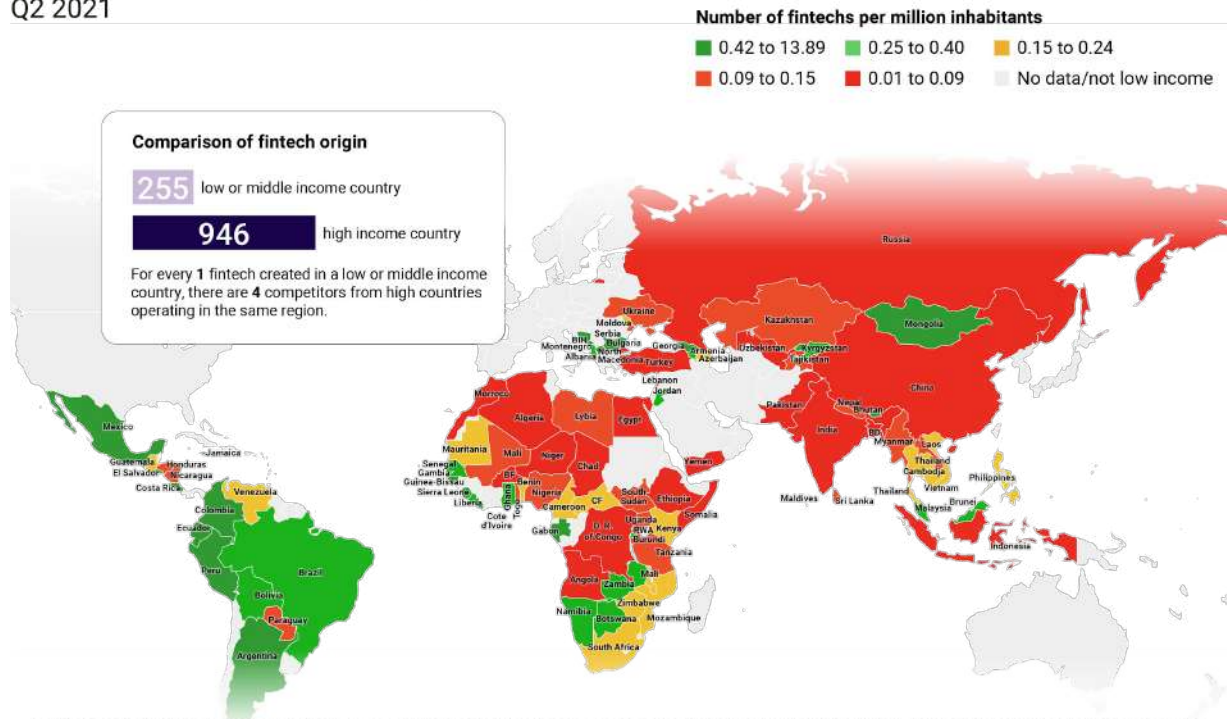 Q2 2021
Number of fintechs per million inhabitants
0.42 to 13.89
0.25 to 0.40
0.15 to 0.24
0.09 to 0.15
0.01 to 0.09
No data/not low income
Comparison of fintech origin
255 low or middle income country
946 high income country
For every 1 fintech created in a low or middle income
country, there are 4 competitors from high countries
operating in the same region.
Russia
Ukraine
Moldova
Serbia
BIH
Bulgaria
Montenegro
North
Macedonia
Albania
Georgia
Armenia
Azerbaijan
Turkey
Kazakhstan
Uzbekistan
Kyrgyzstan
Tajikistan
Mongolia
China
Lebanon
Jordan
Pakistan
Nepal
Bhutan
India
BD
Myanmar
Laos
Thailand
Cambodja
Vietnam
Philippines
Thailand
Brunei
Malaysia
Maldives
Sri Lanka
Indonesia
Yemen
Morroco
Algeria
Lybia
Egypt
Mauritania
Mali
Niger
Chad
Senegal
Gambia
Guinea-Bissau
Sierra Leone
Liberia
BF
Benin
Ghana
Togo
Nigeria
Cote
d'Ivoire
Cameroon
CF
South
Sudan
Ethiopia
Somalia
Gabon
D. R.
of Congo
Uganda
Kenya
RWA
Burundi
Tanzania
Angola
Zambia
Mali
Zimbabwe
Mozambique
Namibia
Botswana
South Africa
Mexico
Jamaica
Guatemala
Honduras
El Salvador
Nicaragua
Costa Rica
Venezuela
Colombia
Ecuador
Peru
Brazil
Bolivia
Paraguay
Argentina